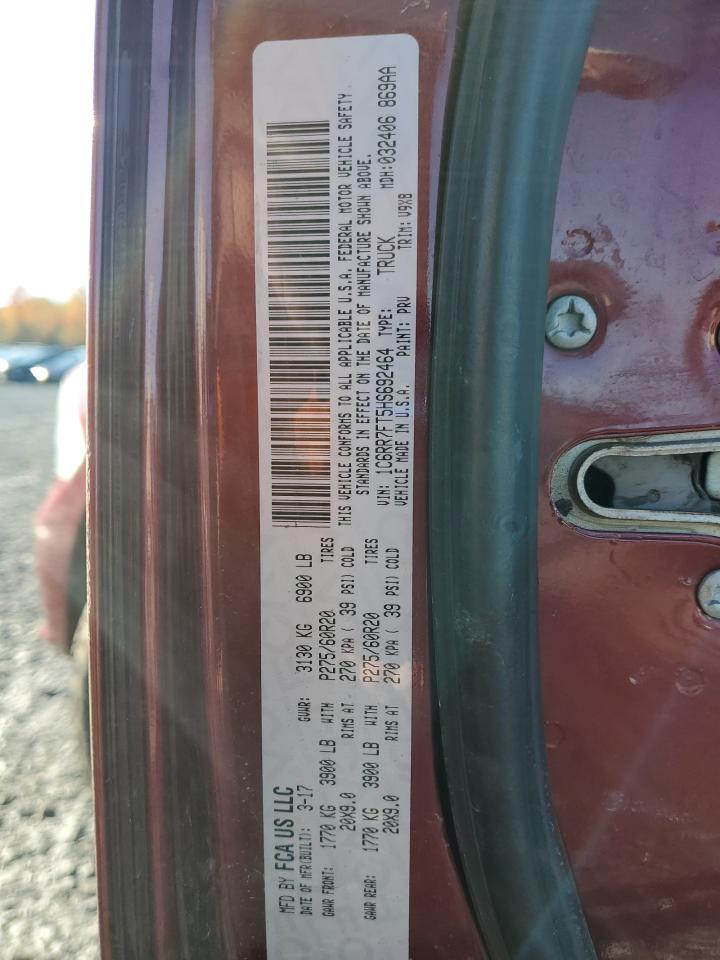 MFD BY FCA US LLC
DATE OF MFR(BUILT): 3-17 GVWR: 3130 KG 6900 LB
GAWR FRONT: 1770 KG 3900 LB WITH P275/60R20 TIRES
20X9.0 RIMS AT 270 KPA ( 39 PSI) COLD
GAWR REAR: 1770 KG 3900 LB WITH P275/60R20 TIRES
20X9.0 RIMS AT 270 KPA ( 39 PSI) COLD
THIS VEHICLE CONFORMS TO ALL APPLICABLE U.S.A. FEDERAL MOTOR VEHICLE SAFETY
STANDARDS IN EFFECT ON THE DATE OF MANUFACTURE SHOWN ABOVE.
VIN: 1C6RR7FT5HS692464 TYPE: TRUCK MDH:032406 869AA
VEHICLE MADE IN U.S.A. PAINT: PRV TRIM: V9X8